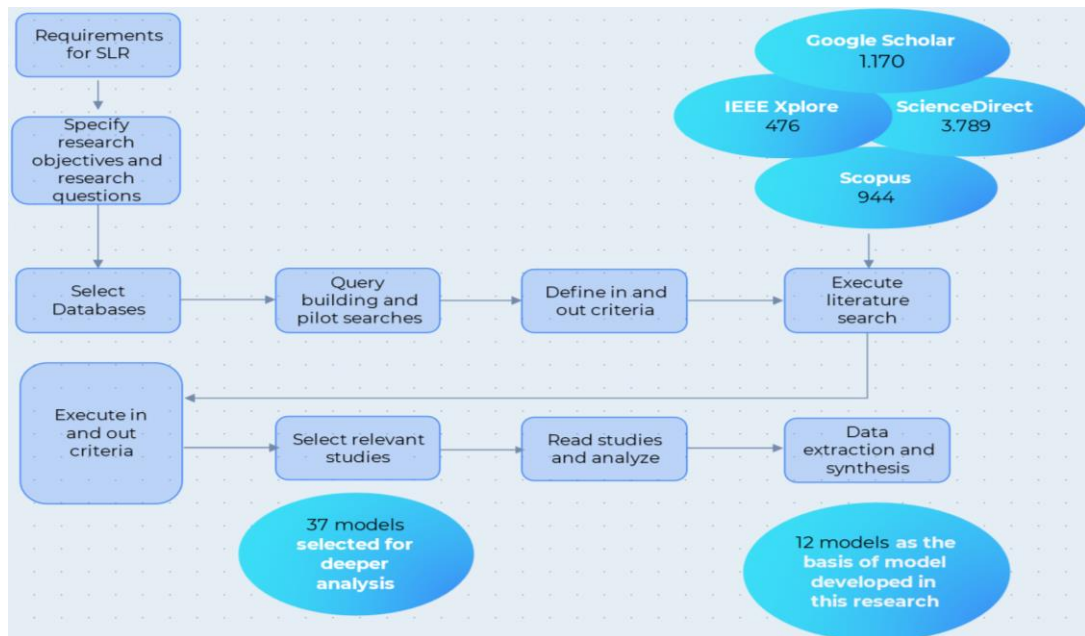 Requirements
for SLR
Google Scholar
1.170
IEEE Xplore
476
ScienceDirect
3.789
Scopus
944
Specify
research
objectives and
research
questions
Select
Databases
Query
building and
pilot searches
Define in and
out criteria
Execute
literature
search
Execute in
and out
criteria
Select relevant
studies
Read studies
and analyze
Data
extraction and
synthesis
37 models
selected for
deeper
analysis
12 models as the
basis of model
developed in
this research